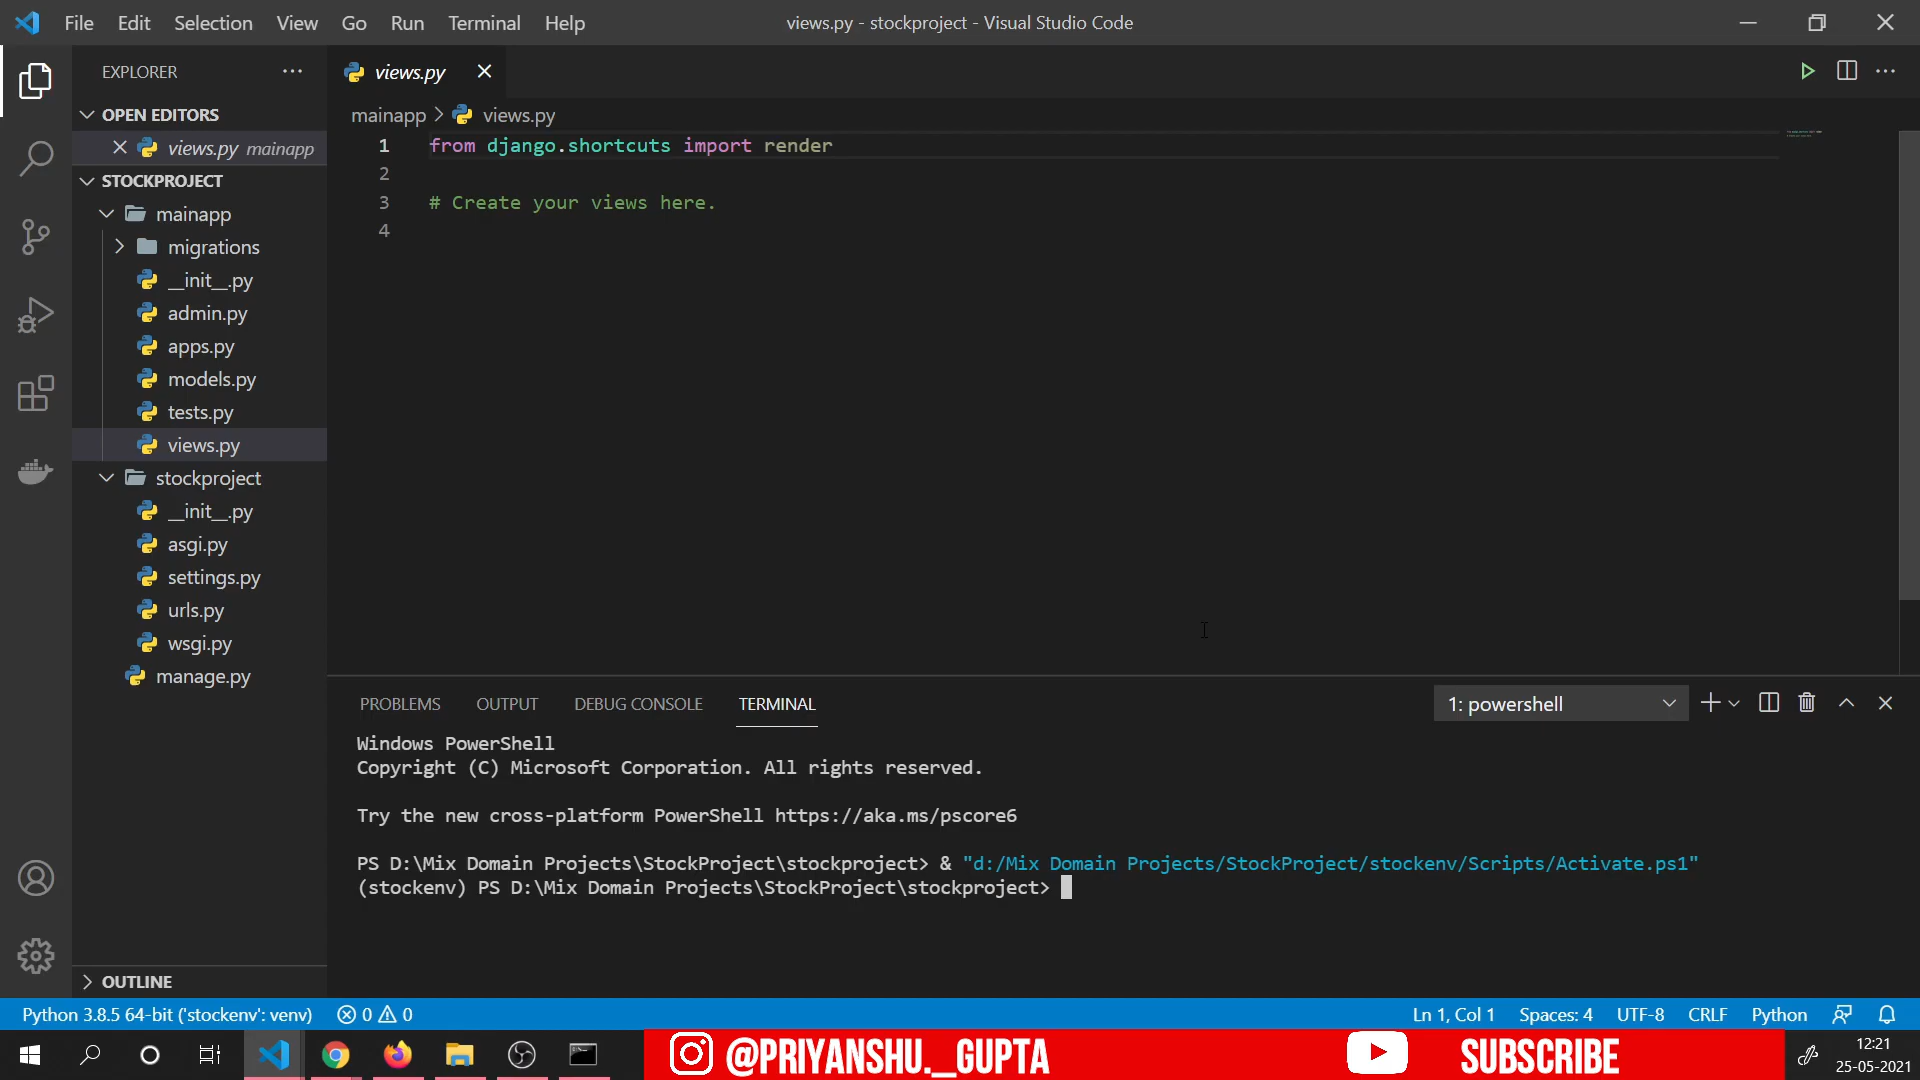 File Edit Selection View Go Run Terminal Help
views.py - stockproject - Visual Studio Code
EXPLORER
OPEN EDITORS
views.py mainapp
STOCKPROJECT
mainapp
migrations
__init__.py
admin.py
apps.py
models.py
tests.py
views.py
stockproject
__init__.py
asgi.py
settings.py
urls.py
wsgi.py
manage.py
OUTLINE
views.py
mainapp > views.py
1 from django.shortcuts import render
2
3 # Create your views here.
4
PROBLEMS OUTPUT DEBUG CONSOLE TERMINAL
1: powershell
Windows PowerShell
Copyright (C) Microsoft Corporation. All rights reserved.
Try the new cross-platform PowerShell https://aka.ms/pscore6
PS D:\Mix Domain Projects\StockProject\stockproject> & "d:/Mix Domain Projects/StockProject/stockenv/Scripts/Activate.ps1"
(stockenv) PS D:\Mix Domain Projects\StockProject\stockproject>
Python 3.8.5 64-bit ('stockenv': venv) 0 0
Ln 1, Col 1 Spaces: 4 UTF-8 CRLF Python
@PRIYANSHU._GUPTA
SUBSCRIBE
12:21
25-05-2021